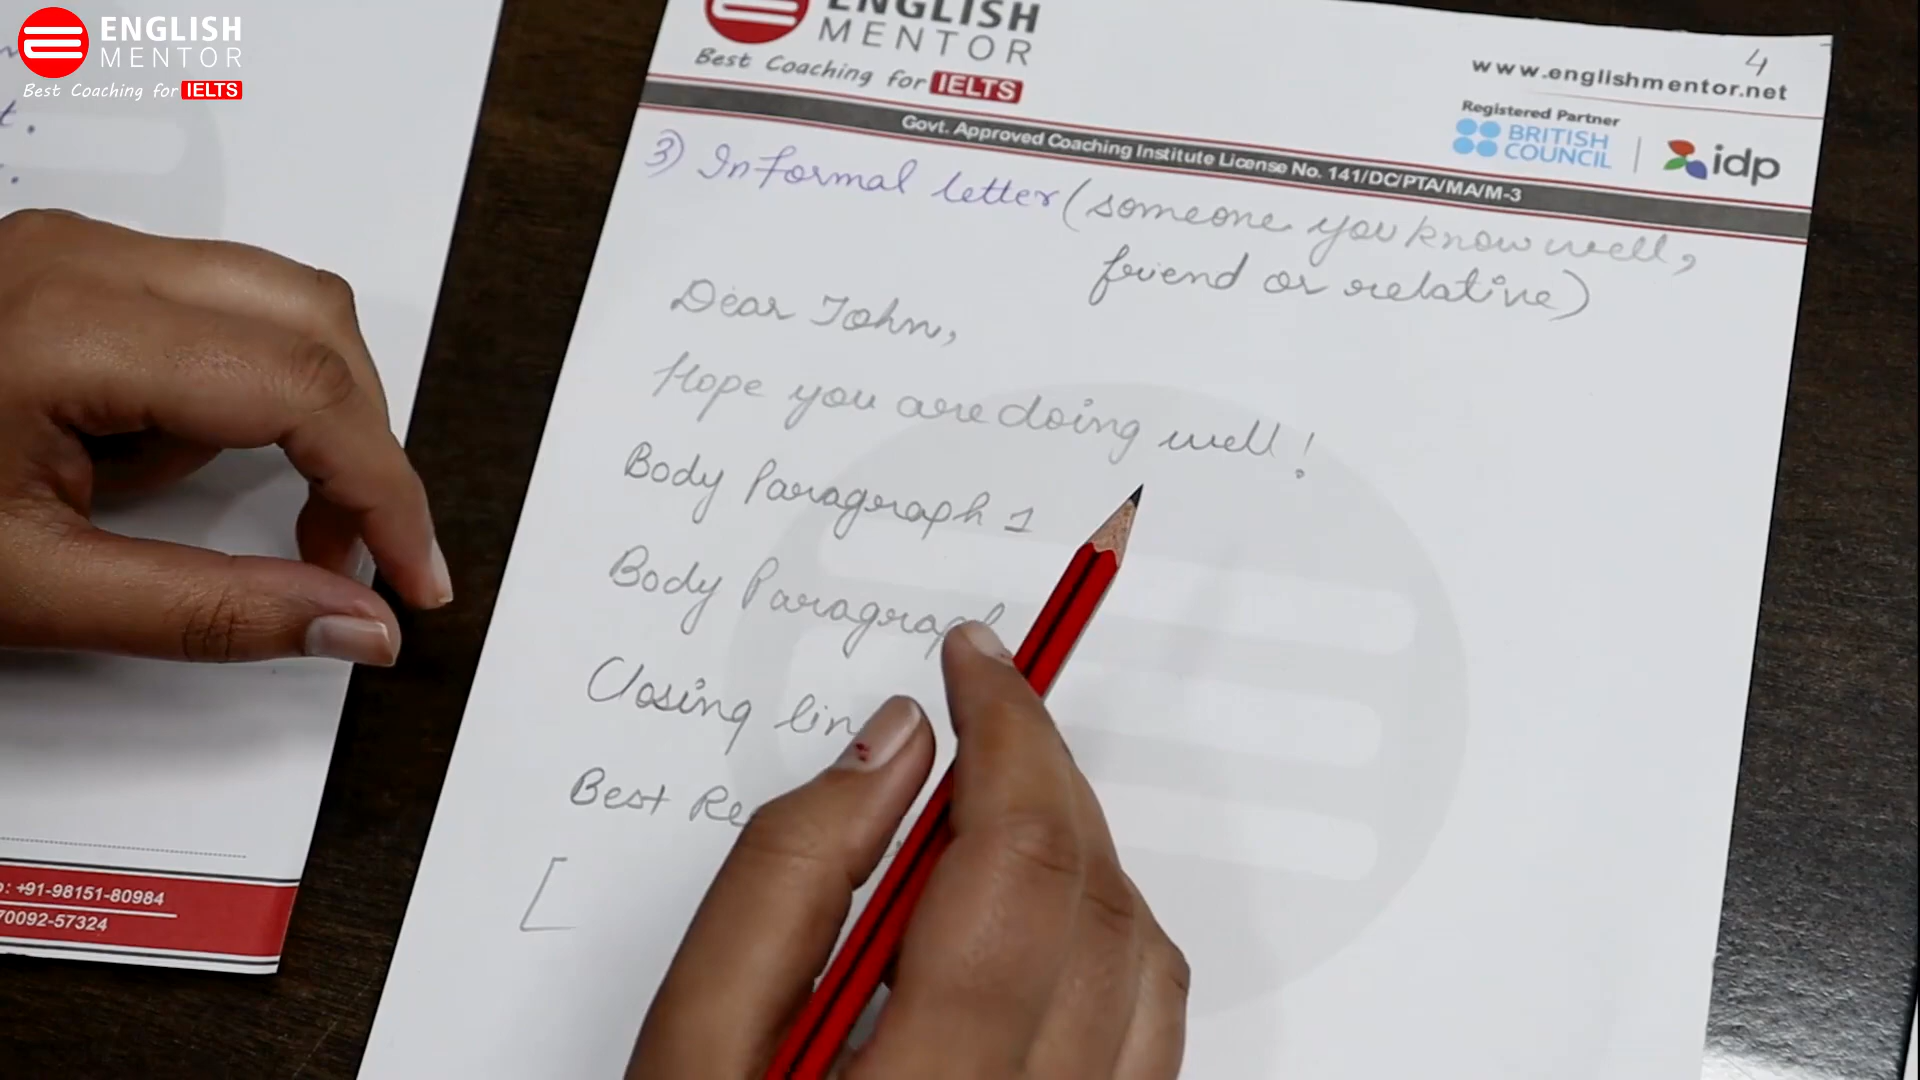 ENGLISH
MENTOR
Best Coaching for IELTS
t.
: +91-98151-80984
70092-57324
ENGLISH
MENTOR
Best Coaching for IELTS
4
www.englishmentor.net
Registered Partner
BRITISH
COUNCIL
idp
Govt. Approved Coaching Institute License No. 141/DC/PTA/MA/M-3
3) Informal letter (someone you know well,
friend or relative)
Dear John,
Hope you are doing well!
Body Paragraph 1
Body Paragraph
Closing lin
Best Re
[